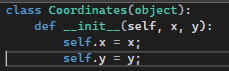 class Coordinates(object):
    def __init__(self, x, y):
        self.x = x;
        self.y = y;